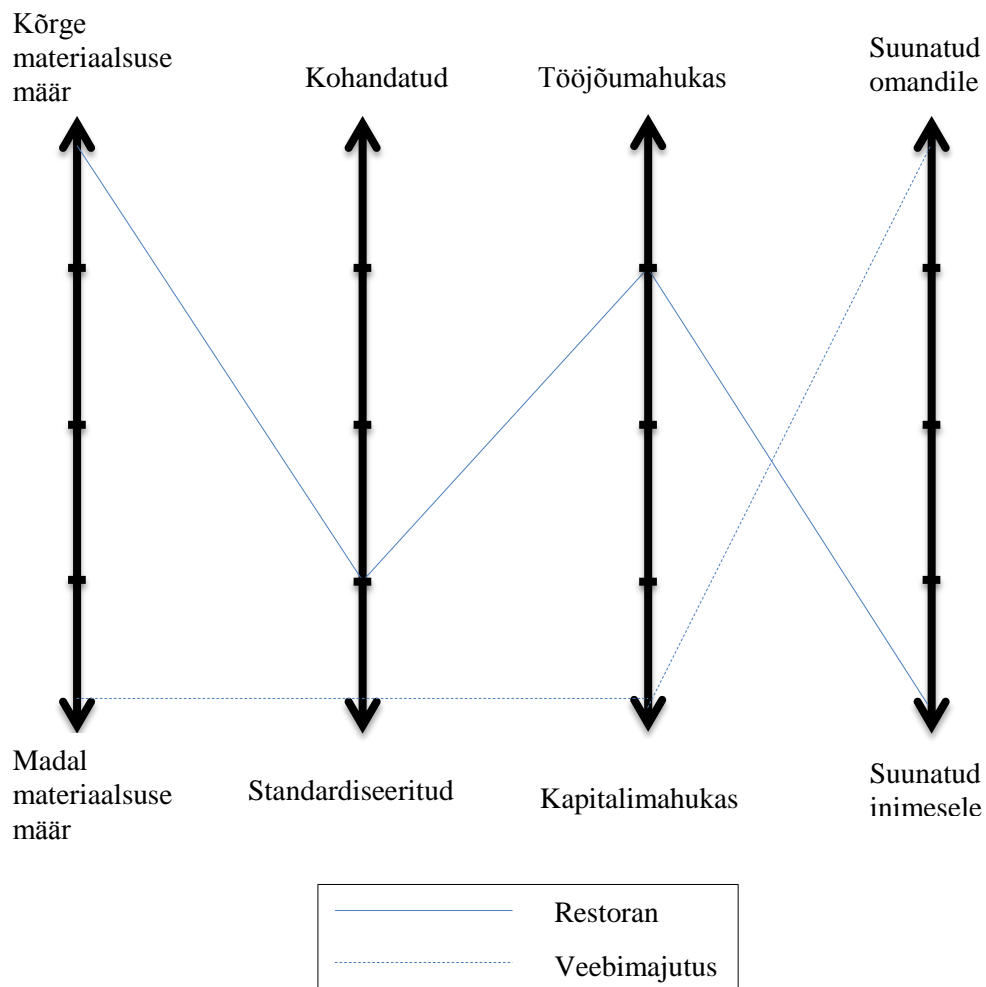 Kõrge
materiaalsuse
määr
Kohandatud
Tööjõumahukas
Suunatud
omandile
Madal
materiaalsuse
määr
Standardiseeritud
Kapitalimahukas
Suunatud
inimesele
Restoran
Veebimajutus